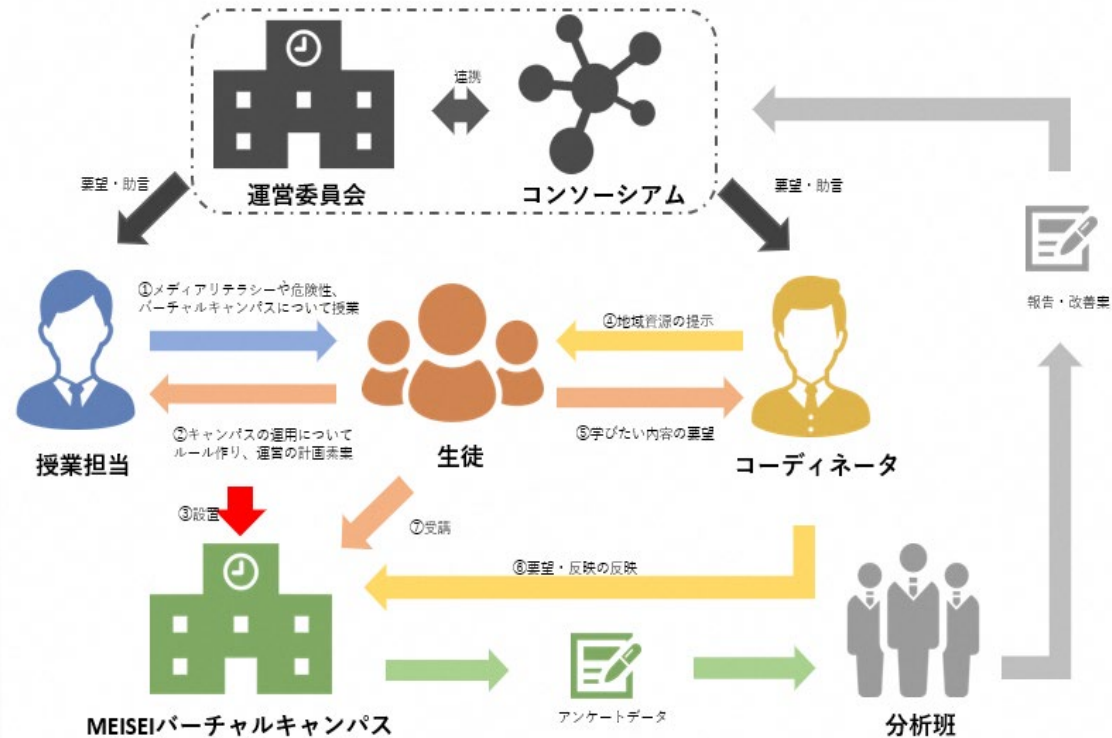 連携
運営委員会
コンソーシアム
要望・助言
要望・助言
報告・改善案
①メディアリテラシーや危険性、
バーチャルキャンパスについて授業
④地域資源の提示
②キャンパスの運用について
ルール作り、運営の計画素案
⑤学びたい内容の要望
授業担当
生徒
コーディネータ
③設置
⑦受講
⑥要望・反映の反映
MEISEIバーチャルキャンパス
アンケートデータ
分析班